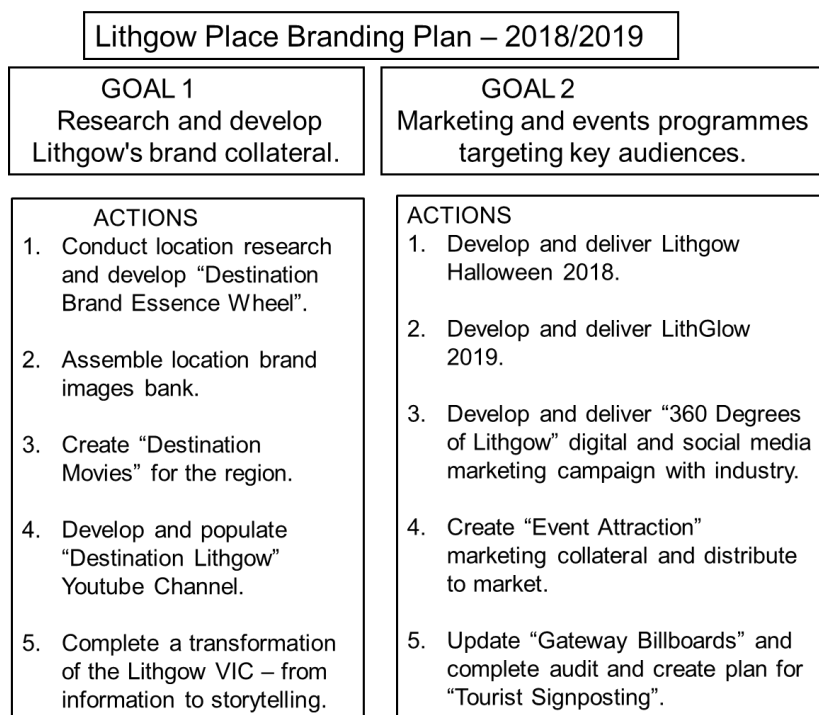 Lithgow Place Branding Plan – 2018/2019
GOAL 1
Research and develop
Lithgow's brand collateral.
GOAL 2
Marketing and events programmes
targeting key audiences.
ACTIONS
1. Conduct location research
and develop “Destination
Brand Essence Wheel”.
2. Assemble location brand
images bank.
3. Create “Destination
Movies” for the region.
4. Develop and populate
“Destination Lithgow”
Youtube Channel.
5. Complete a transformation
of the Lithgow VIC – from
information to storytelling.
ACTIONS
1. Develop and deliver Lithgow
Halloween 2018.
2. Develop and deliver LithGlow
2019.
3. Develop and deliver “360 Degrees
of Lithgow” digital and social media
marketing campaign with industry.
4. Create “Event Attraction”
marketing collateral and distribute
to market.
5. Update “Gateway Billboards” and
complete audit and create plan for
“Tourist Signposting”.